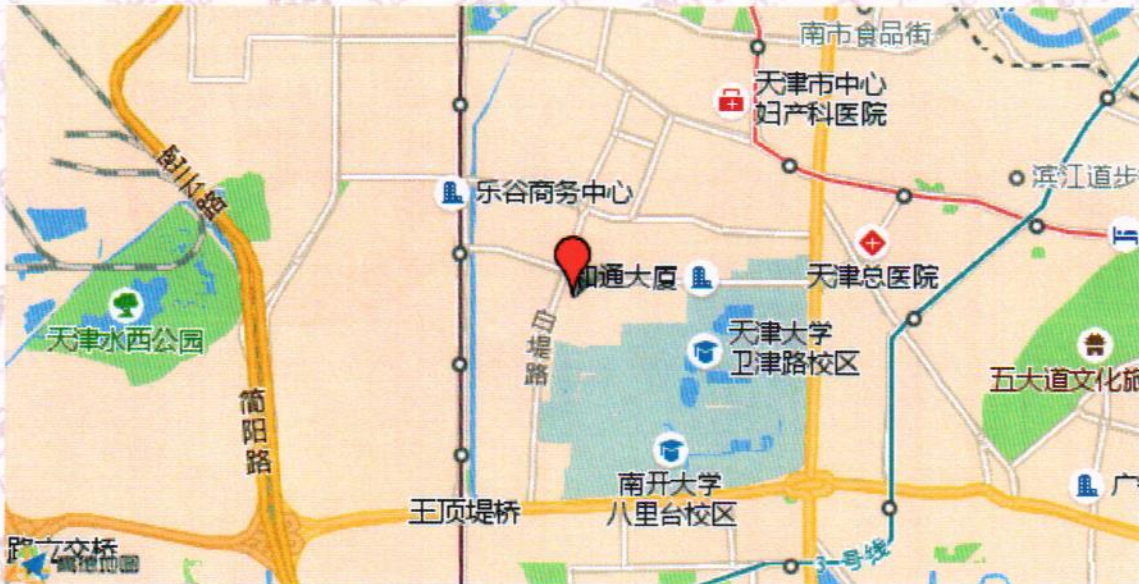 南市食品街
天津市中心
妇产科医院
滨江道步
乐谷商务中心
和通大厦
天津总医院
天津水西公园
白堤路
天津大学
卫津路校区
五大道文化旅
简阳路
南开大学
八里台校区
王顶堤桥
3号线
高德地图